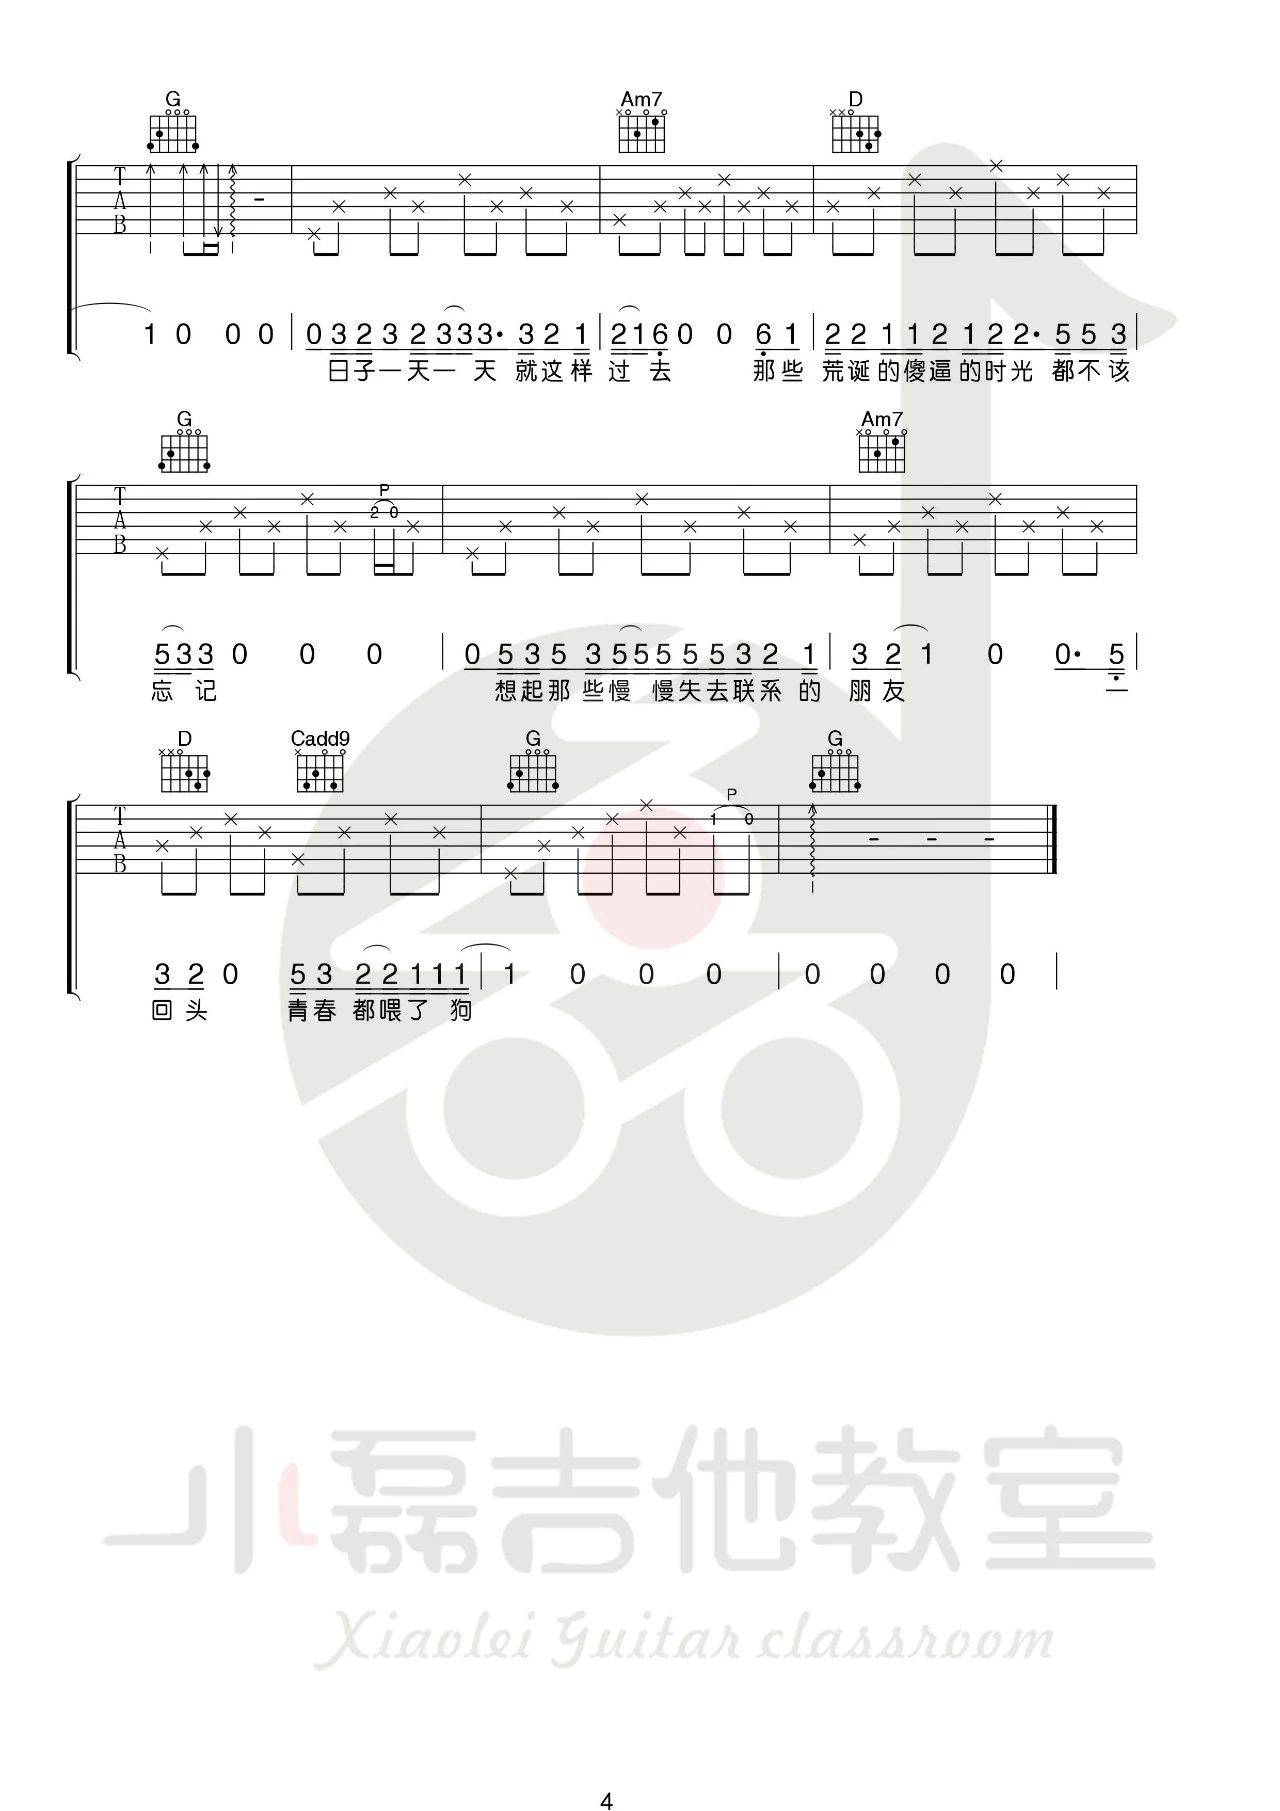 G Am7 D
T
A
B
1 0 0 0 0 3 2 3 2 3 3 3· 3 2 1 2 1 6 0 0 6 1 2 2 1 1 2 1 2 2· 5 5 3
日子一天一 天 就这样 过 去 那些 荒诞的傻逼的时光 都不该
G Am7
P
T
A
B
2 0
5 3 3 0 0 0 0 5 3 5 3 5 5 5 5 5 3 2 1 3 2 1 0 0· 5
忘 记 想起那些慢 慢失去联系 的 朋友 一
D Cadd9 G G
P
T
A
B
1 0
3 2 0 5 3 2 2 1 1 1 1 0 0 0 0 0 0 0
回头 青春 都喂了 狗
小磊吉他教室
Xiaolei Guitar classroom
4